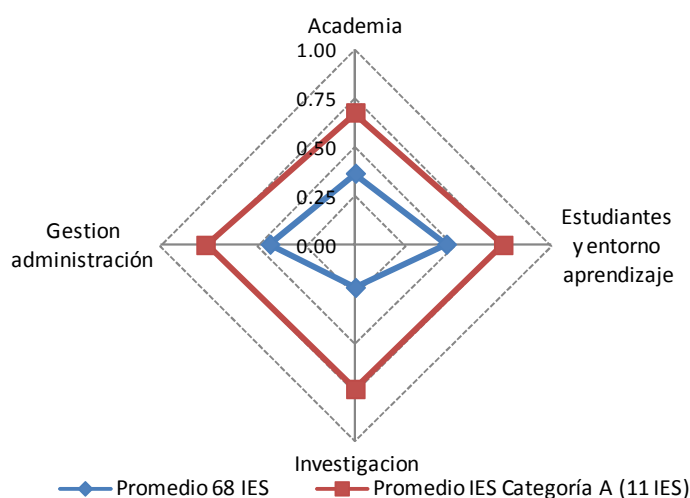 Academia
1.00
0.75
0.50
0.25
0.00
Gestion
administración
Estudiantes
y entorno
aprendizaje
Investigacion
Promedio 68 IES
Promedio IES Categoría A (11 IES)